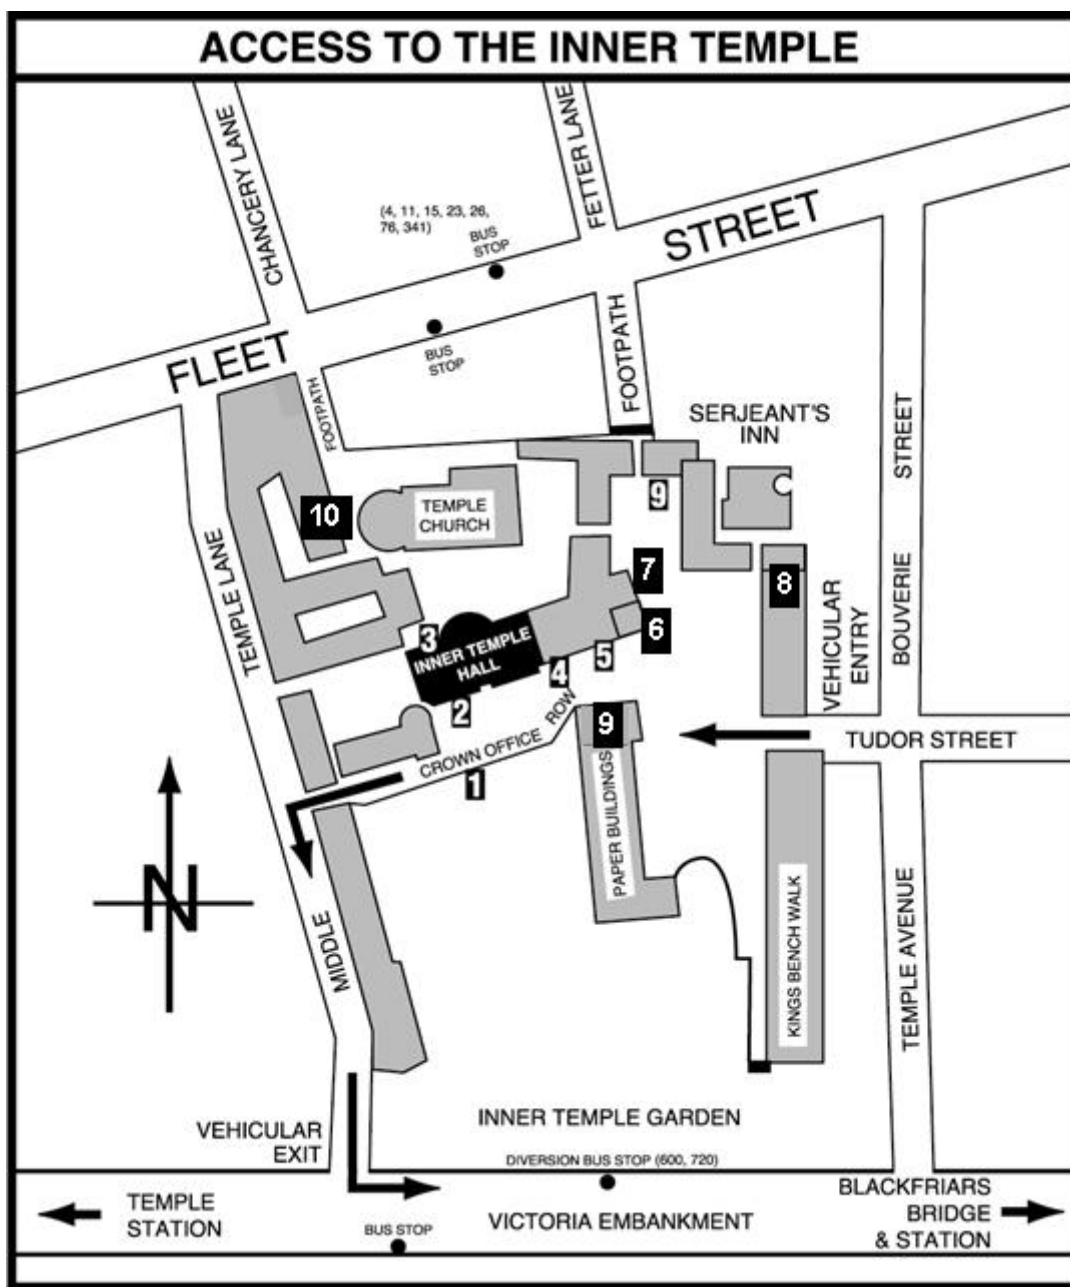 ACCESS TO THE INNER TEMPLE
CHANCERY LANE
FETTER LANE
(4, 11, 15, 23, 26,
76, 341)
BUS
STOP
FLEET
STREET
BUS
STOP
FOOTPATH
FOOTPATH
SERJEANT'S
INN
BOUVERIE
STREET
TEMPLE
CHURCH
10
9
7
8
6
3
INNER TEMPLE
HALL
5
4
2
9
1
CROWN OFFICE
ROW
VEHICULAR
ENTRY
TUDOR STREET
PAPER BUILDINGS
KINGS BENCH WALK
TEMPLE AVENUE
MIDDLE
TEMPLE LANE
N
VEHICULAR
EXIT
INNER TEMPLE GARDEN
DIVERSION BUS STOP (600, 720)
TEMPLE
STATION
BUS STOP
VICTORIA EMBANKMENT
BLACKFRIARS
BRIDGE
& STATION